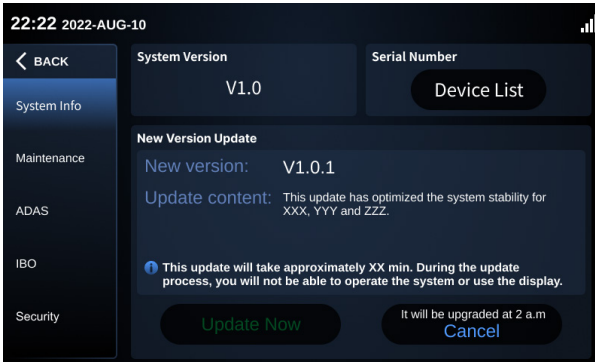 22:22 2022-AUG-10
BACK
System Info
Maintenance
ADAS
IBO
Security
System Version
V1.0
Serial Number
Device List
New Version Update
New version: V1.0.1
Update content: This update has optimized the system stability for
XXX, YYY and ZZZ.
This update will take approximately XX min. During the update
process, you will not be able to operate the system or use the display.
Update Now
It will be upgraded at 2 a.m
Cancel